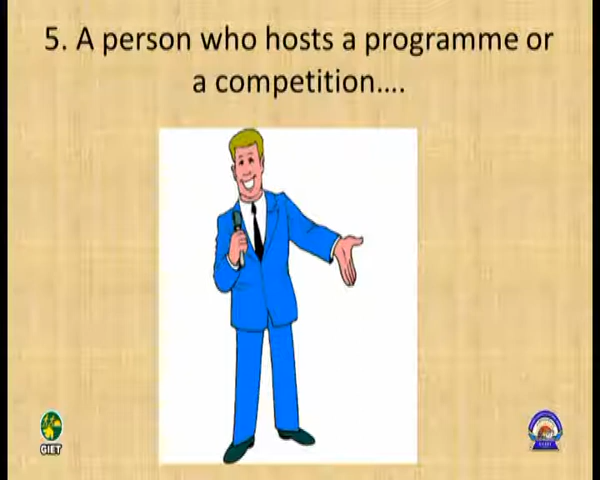 5. A person who hosts a programme or
a competition....
GIET